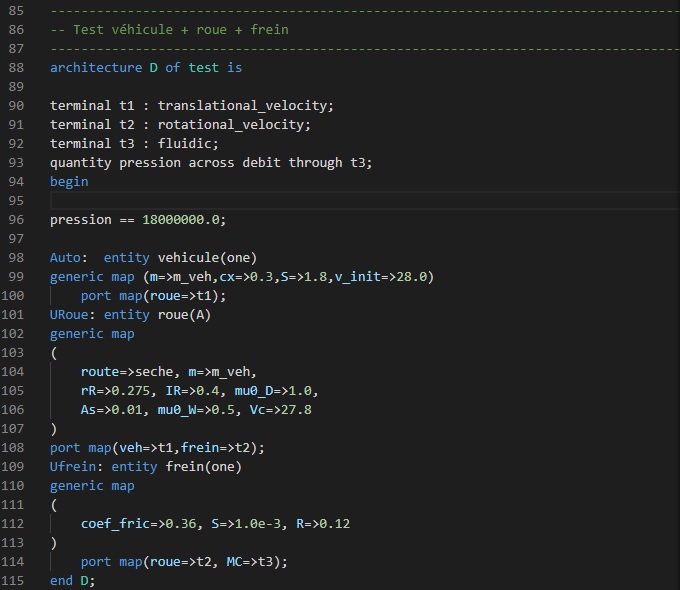 85 --------------------------------------------------------------------------------
86 -- Test véhicule + roue + frein
87 --------------------------------------------------------------------------------
88 architecture D of test is
89
90 terminal t1 : translational_velocity;
91 terminal t2 : rotational_velocity;
92 terminal t3 : fluidic;
93 quantity pression across debit through t3;
94 begin
95
96 pression == 18000000.0;
97
98 Auto:  entity vehicule(one)
99 generic map (m=>m_veh,cx=>0.3,S=>1.8,v_init=>28.0)
100     port map(roue=>t1);
101 URoue: entity roue(A)
102 generic map
103 (
104     route=>seche, m=>m_veh,
105     rR=>0.275, IR=>0.4, mu0_D=>1.0,
106     As=>0.01, mu0_W=>0.5, Vc=>27.8
107 )
108 port map(veh=>t1,frein=>t2);
109 Ufrein: entity frein(one)
110 generic map
111 (
112     coef_fric=>0.36, S=>1.0e-3, R=>0.12
113 )
114     port map(roue=>t2, MC=>t3);
115 end D;